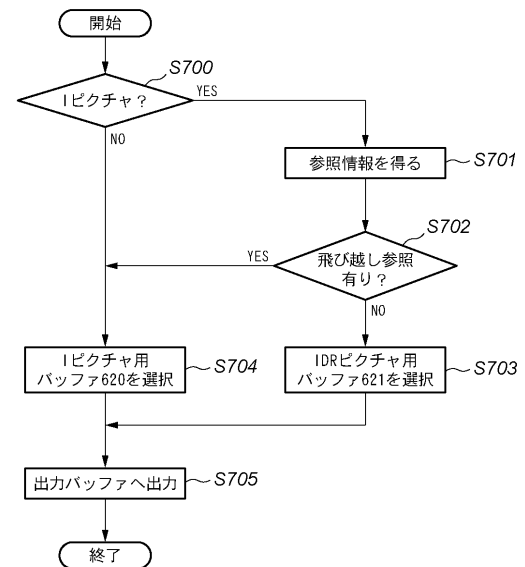 開始
S700
Iピクチャ？
YES
NO
参照情報を得る
S701
S702
飛び越し参照
有り？
YES
NO
Iピクチャ用
バッファ620を選択
S704
IDRピクチャ用
バッファ621を選択
S703
出力バッファへ出力
S705
終了